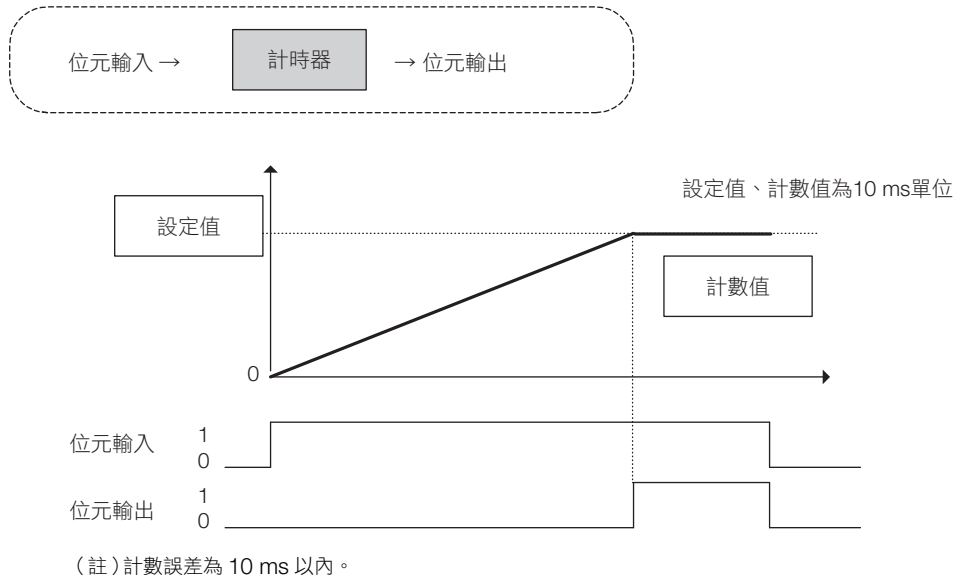 位元輸入→ 計時器 →位元輸出
設定值、計數值為10 ms單位
設定值
計數值
0
位元輸入 1
0
位元輸出 1
0
（註）計數誤差為 10 ms 以內。